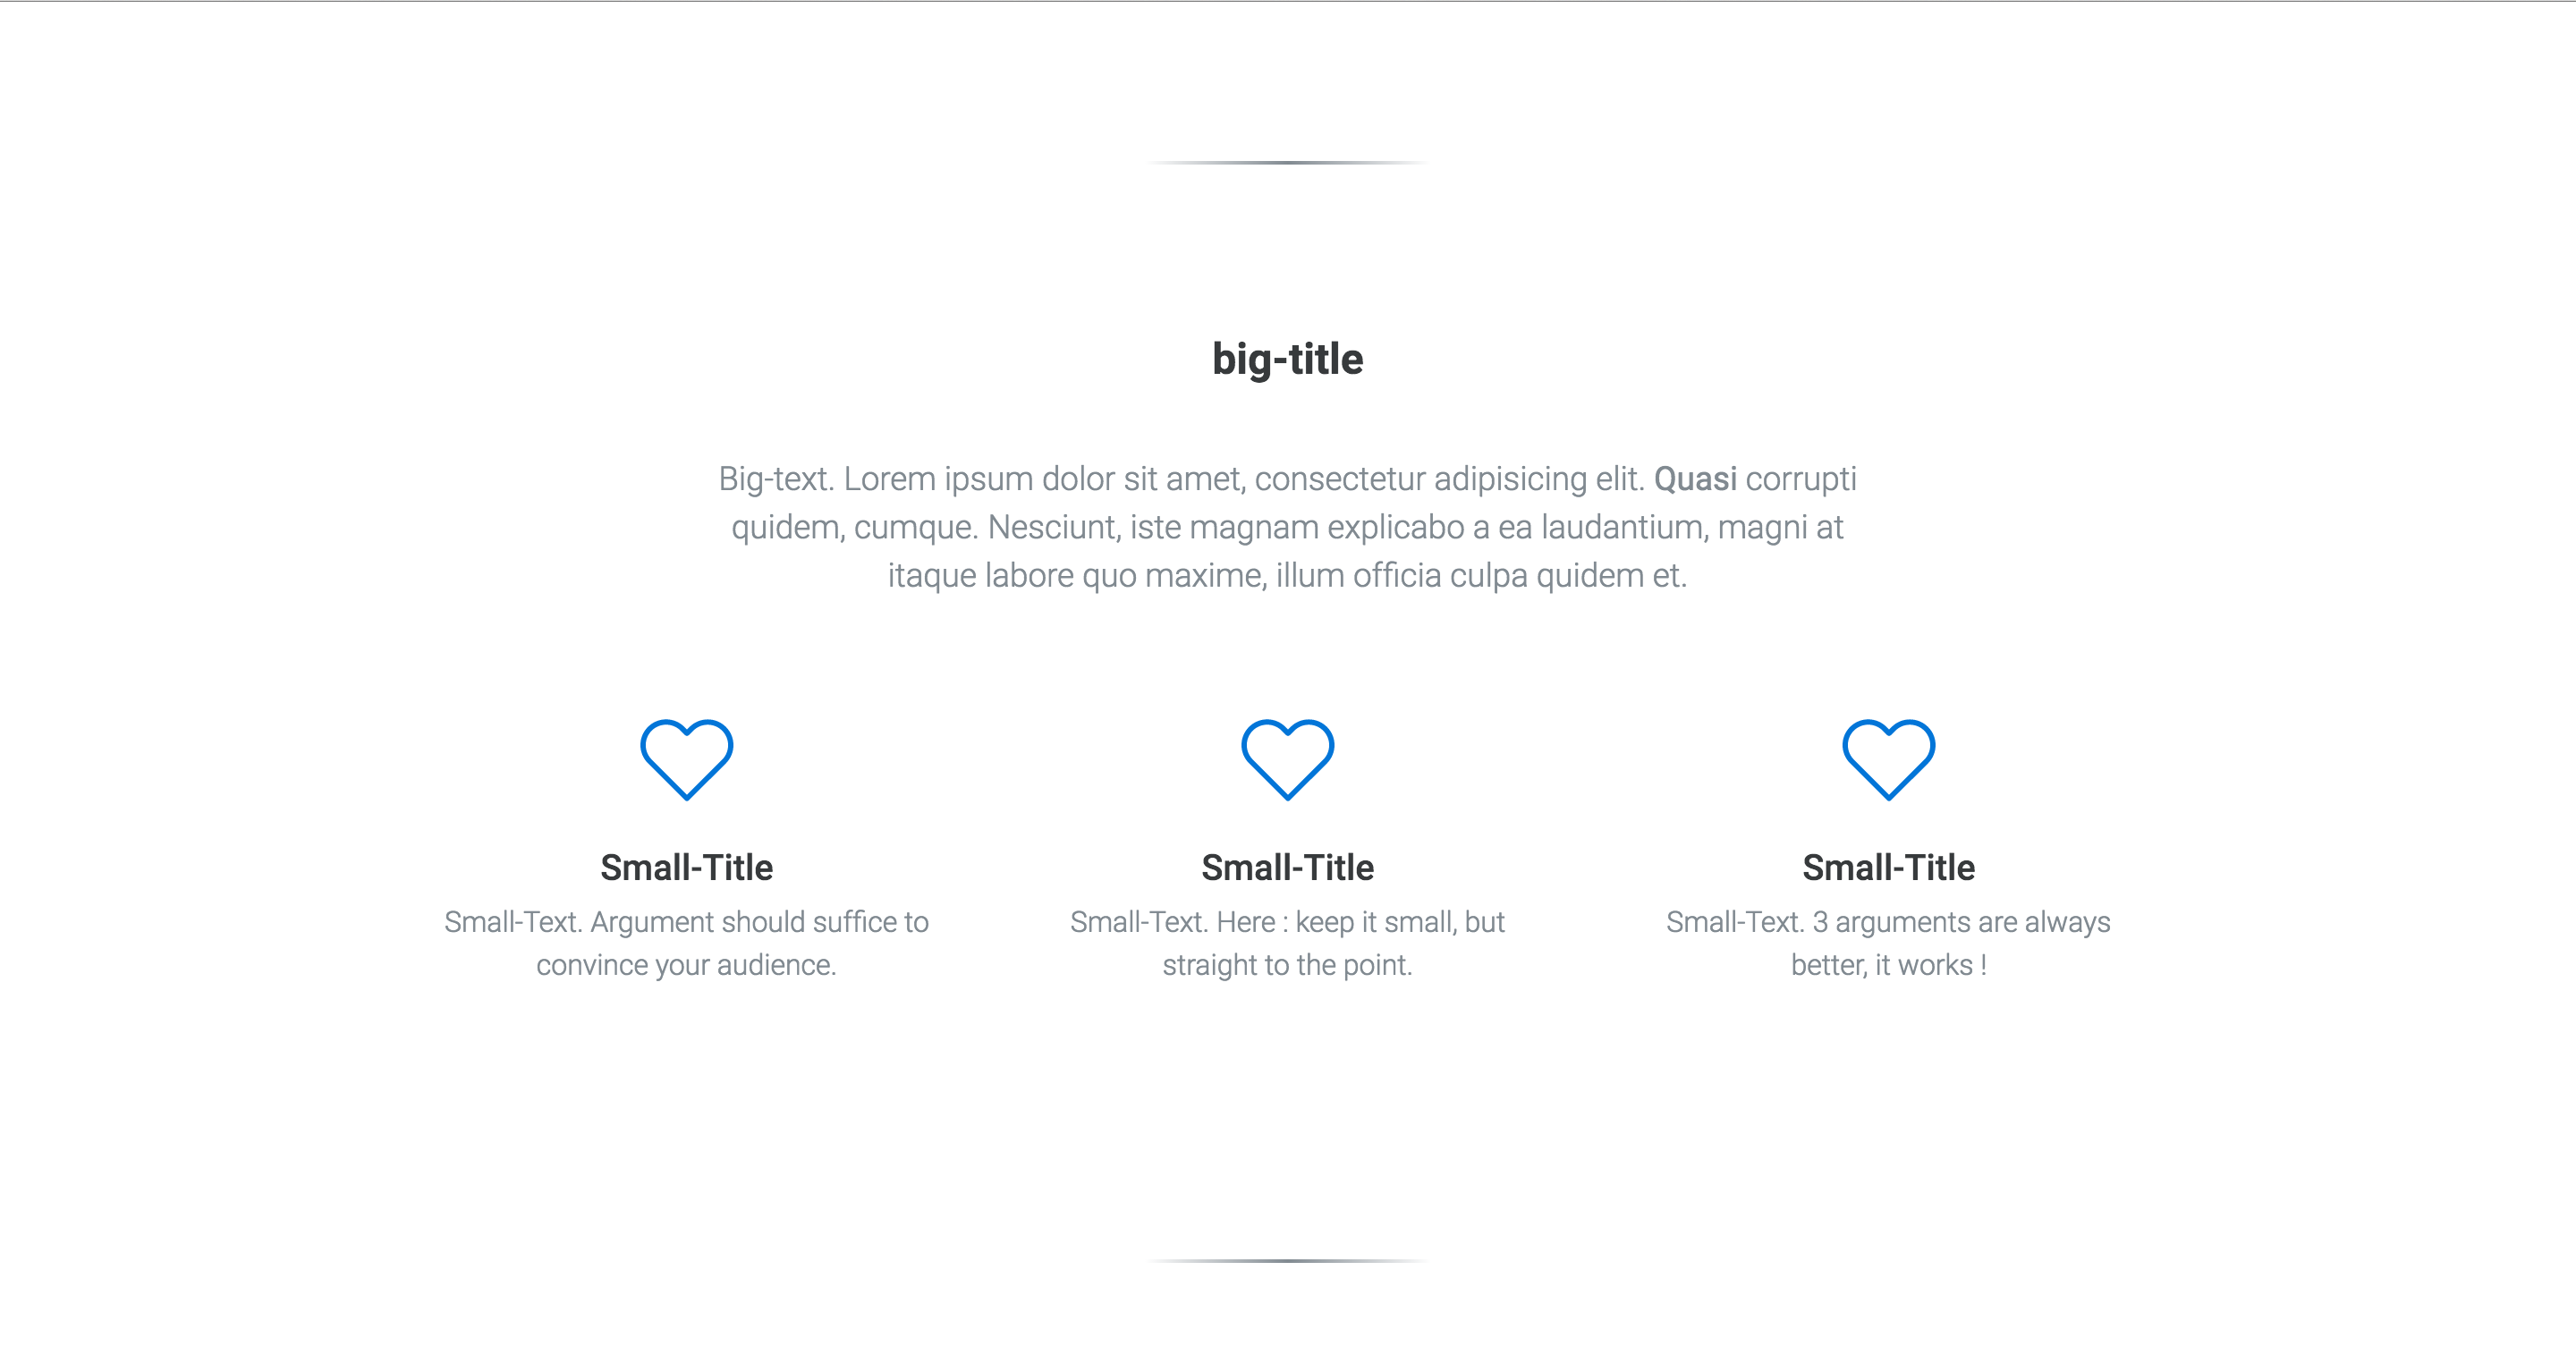 big-title
Big-text. Lorem ipsum dolor sit amet, consectetur adipisicing elit. Quasi corrupti
quidem, cumque. Nesciunt, iste magnam explicabo a ea laudantium, magni at
itaque labore quo maxime, illum officia culpa quidem et.
Small-Title
Small-Text. Argument should suffice to
convince your audience.
Small-Title
Small-Text. Here : keep it small, but
straight to the point.
Small-Title
Small-Text. 3 arguments are always
better, it works !